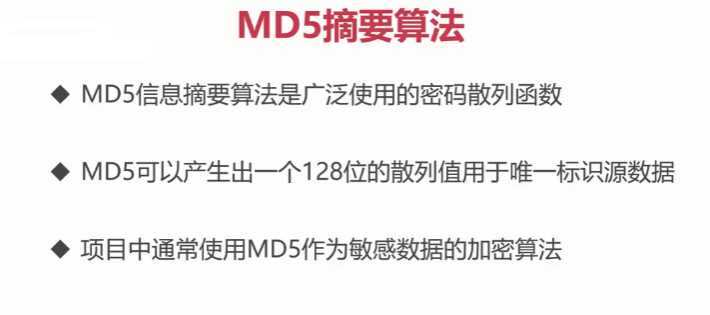 MD5摘要算法
◆ MD5信息摘要算法是广泛使用的密码散列函数
◆ MD5可以产生出一个128位的散列值用于唯一标识源数据
◆ 项目中通常使用MD5作为敏感数据的加密算法